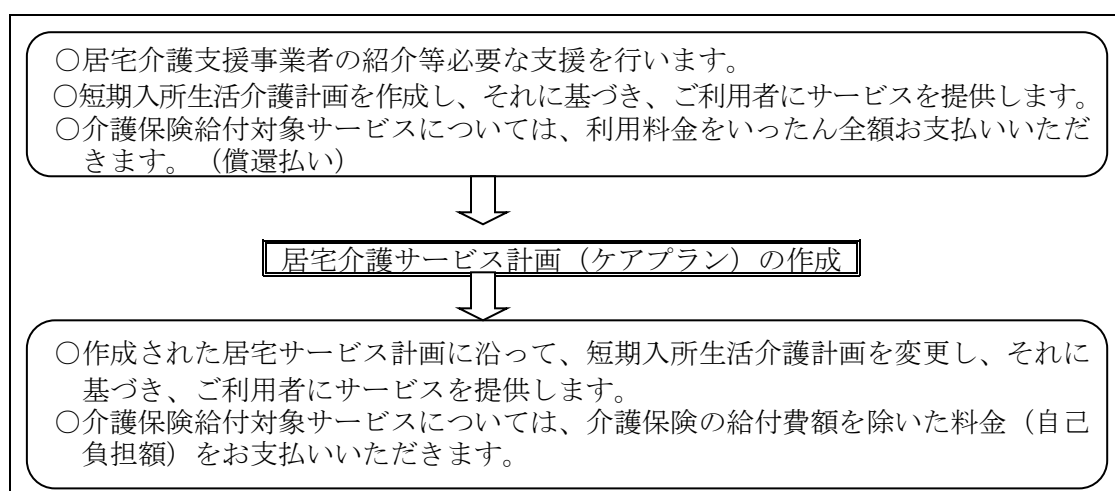 ○居宅介護支援事業者の紹介等必要な支援を行います。
○短期入所生活介護計画を作成し、それに基づき、ご利用者にサービスを提供します。
○介護保険給付対象サービスについては、利用料金をいったん全額お支払いいただ
きます。（償還払い）
居宅介護サービス計画（ケアプラン）の作成
○作成された居宅サービス計画に沿って、短期入所生活介護計画を変更し、それに
基づき、ご利用者にサービスを提供します。
○介護保険給付対象サービスについては、介護保険の給付費額を除いた料金（自己
負担額）をお支払いいただきます。